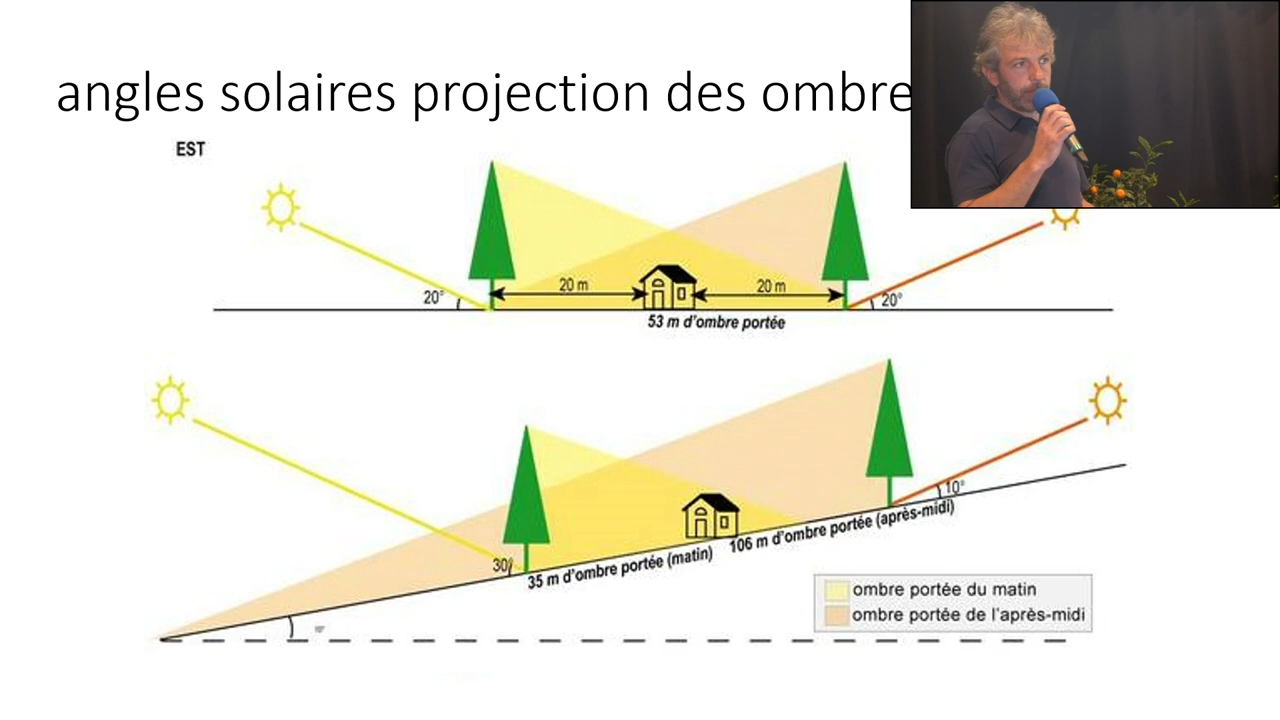 angles solaires projection des ombre
EST
20 m
20 m
20°
20°
53 m d'ombre portée
10°
30°
35 m d'ombre portée (matin)
106 m d'ombre portée (après-midi)
ombre portée du matin
ombre portée de l'après-midi